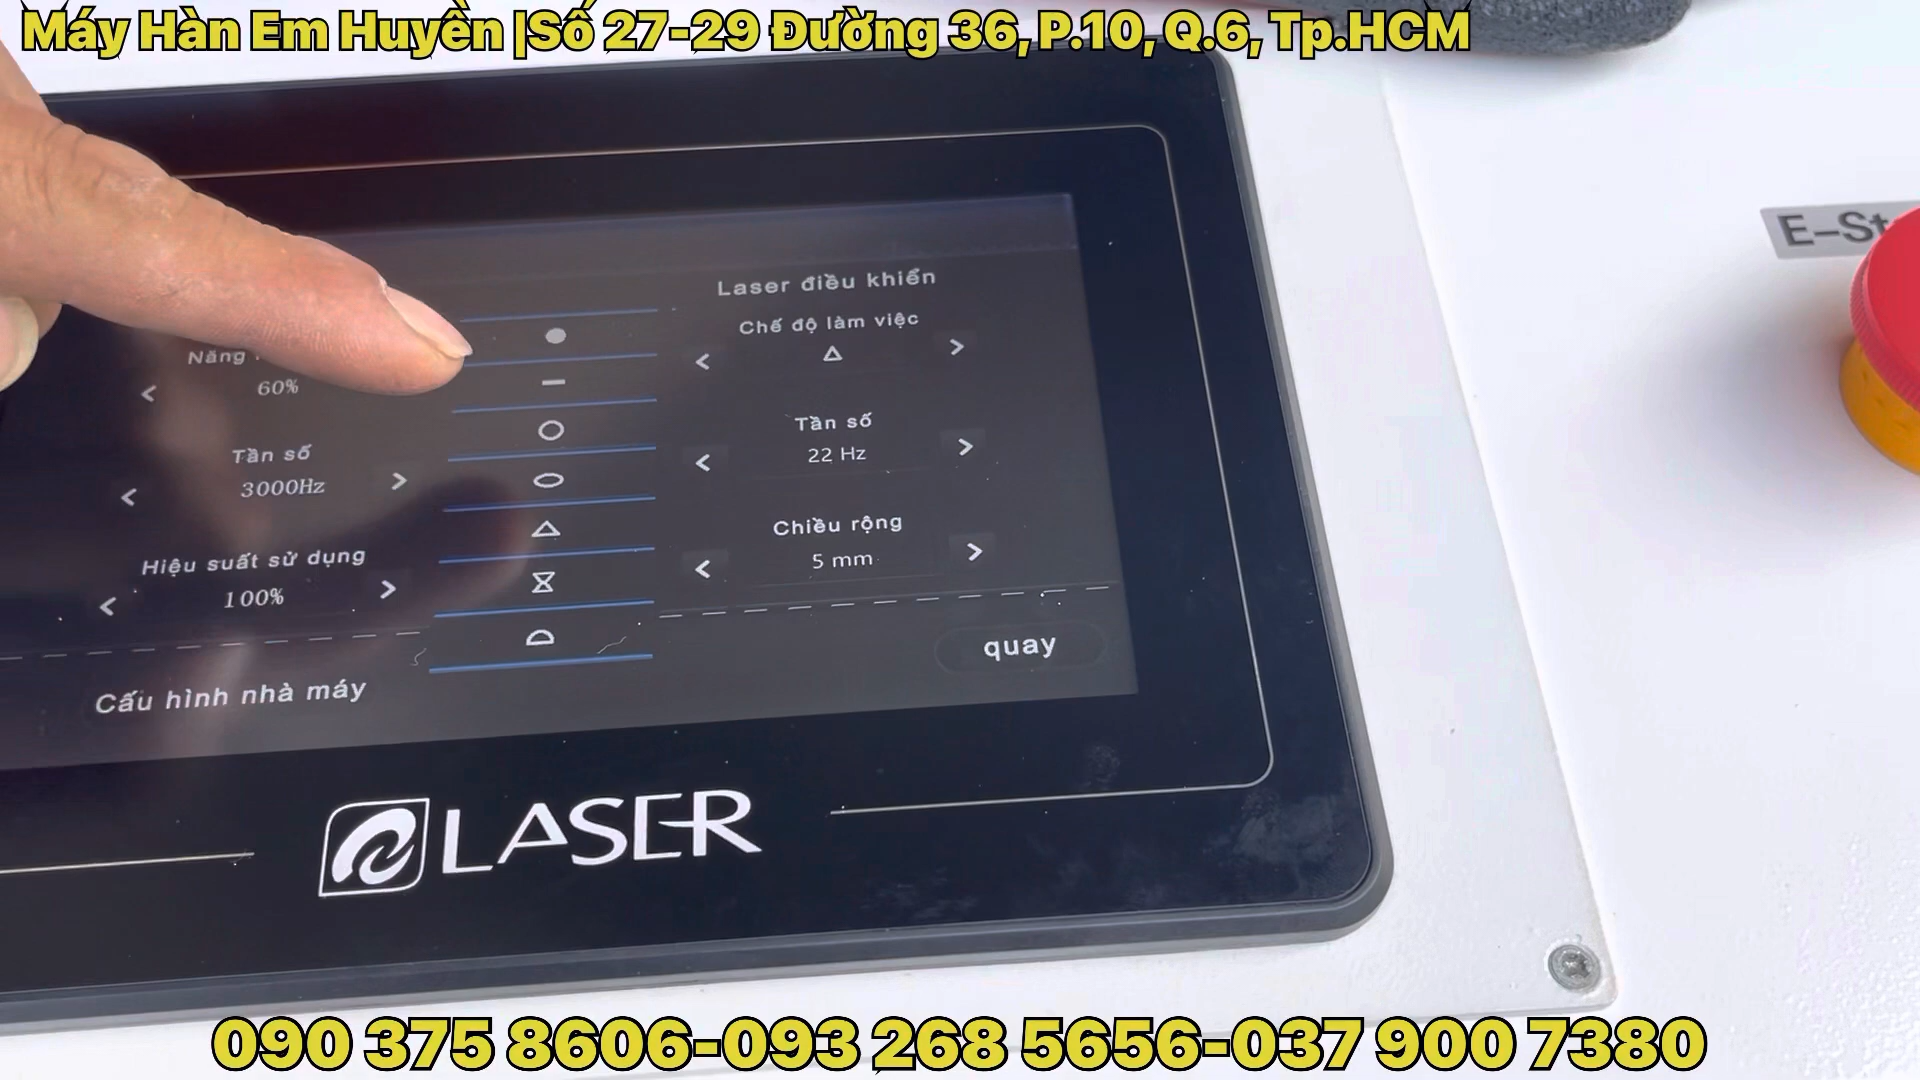 Máy Hàn Em Huyền |Số 27-29 Đường 36, P.10, Q.6, Tp.HCM
E-St
Laser điều khiển
Chế độ làm việc
Năng
60%
Tần số
22 Hz
Tần số
3000Hz
Chiều rộng
5 mm
Hiệu suất sử dụng
100%
quay
Cấu hình nhà máy
LASER
090 375 8606-093 268 5656-037 900 7380